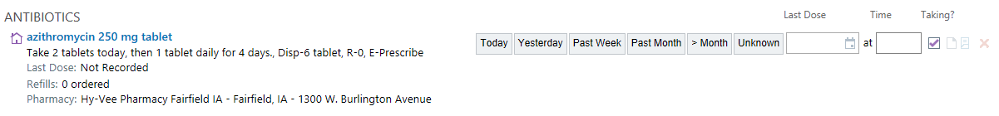 Last Dose Time Taking?
ANTIBIOTICS
azithromycin 250 mg tablet
Today Yesterday Past Week Past Month > Month Unknown at
Take 2 tablets today, then 1 tablet daily for 4 days., Disp-6 tablet, R-0, E-Prescribe
Last Dose: Not Recorded
Refills: 0 ordered
Pharmacy: Hy-Vee Pharmacy Fairfield IA - Fairfield, IA - 1300 W. Burlington Avenue